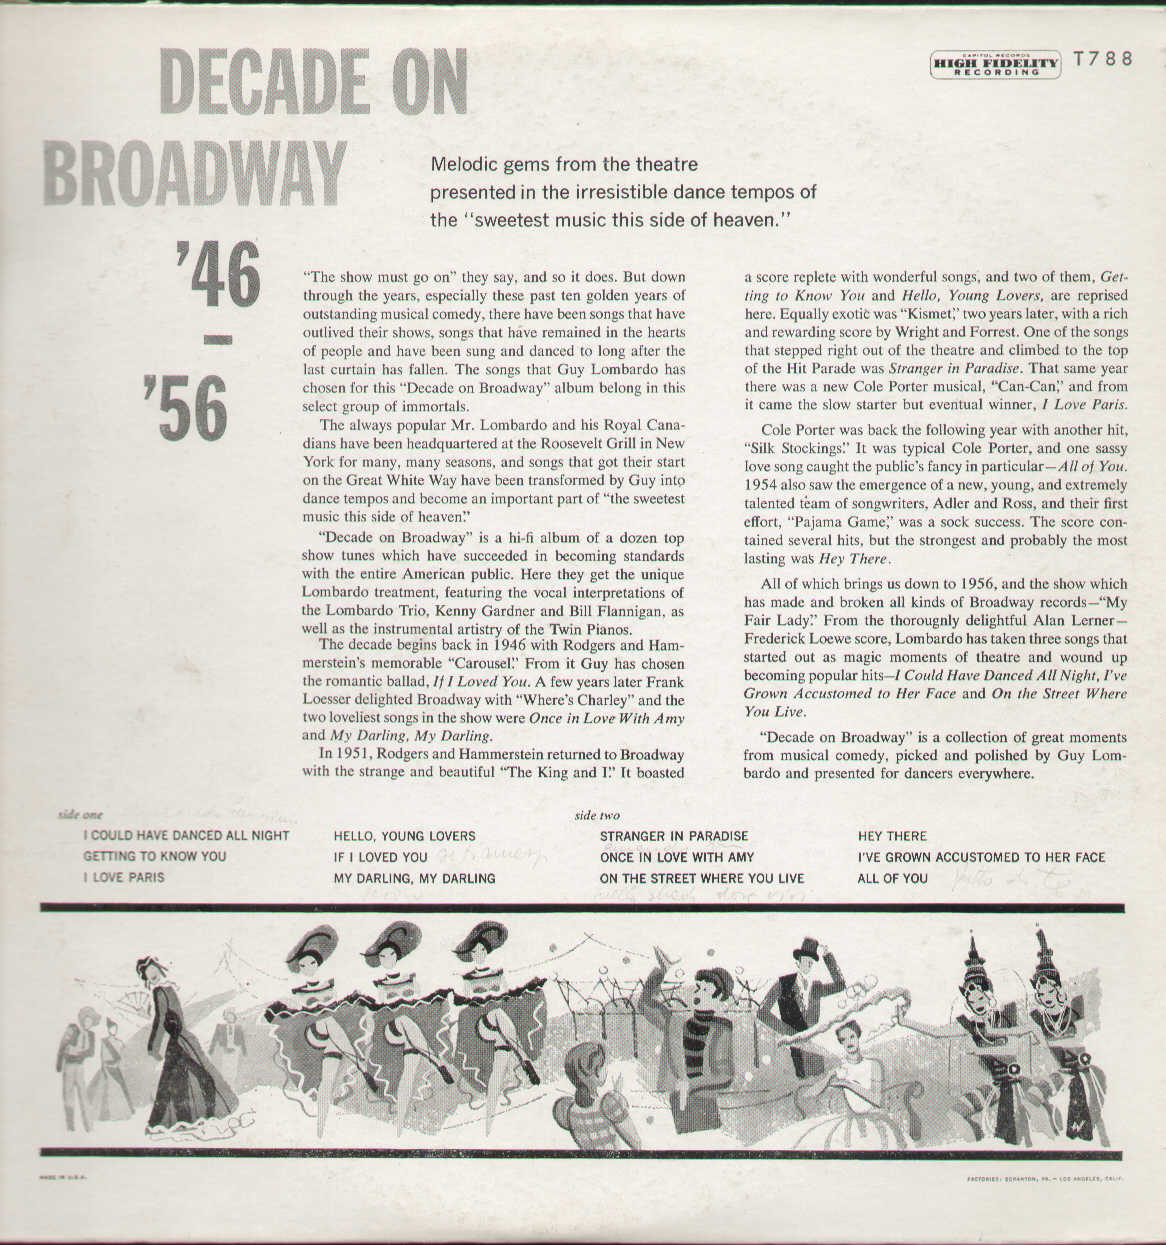 DECADE ON
BROADWAY
’46
–
’56
CAPITOL RECORDS
HIGH FIDELITY
RECORDING
T788
Melodic gems from the theatre
presented in the irresistible dance tempos of
the “sweetest music this side of heaven.”
“The show must go on” they say, and so it does. But down
through the years, especially these past ten golden years of
outstanding musical comedy, there have been songs that have
outlived their shows, songs that have remained in the hearts
of people and have been sung and danced to long after the
last curtain has fallen. The songs that Guy Lombardo has
chosen for this “Decade on Broadway” album belong in this
select group of immortals.
The always popular Mr. Lombardo and his Royal Cana-
dians have been headquartered at the Roosevelt Grill in New
York for many, many seasons, and songs that got their start
on the Great White Way have been transformed by Guy into
dance tempos and become an important part of “the sweetest
music this side of heaven.”
“Decade on Broadway” is a hi-fi album of a dozen top
show tunes which have succeeded in becoming standards
with the entire American public. Here they get the unique
Lombardo treatment, featuring the vocal interpretations of
the Lombardo Trio, Kenny Gardner and Bill Flannigan, as
well as the instrumental artistry of the Twin Pianos.
The decade begins back in 1946 with Rodgers and Ham-
merstein’s memorable “Carousel.” From it Guy has chosen
the romantic ballad, If I Loved You. A few years later Frank
Loesser delighted Broadway with “Where’s Charley” and the
two loveliest songs in the show were Once in Love With Amy
and My Darling, My Darling.
In 1951, Rodgers and Hammerstein returned to Broadway
with the strange and beautiful “The King and I.” It boasted
a score replete with wonderful songs, and two of them, Get-
ting to Know You and Hello, Young Lovers, are reprised
here. Equally exotic was “Kismet,” two years later, with a rich
and rewarding score by Wright and Forrest. One of the songs
that stepped right out of the theatre and climbed to the top
of the Hit Parade was Stranger in Paradise. That same year
there was a new Cole Porter musical, “Can-Can,” and from
it came the slow starter but eventual winner, I Love Paris.
Cole Porter was back the following year with another hit,
“Silk Stockings.” It was typical Cole Porter, and one sassy
love song caught the public’s fancy in particular—All of You.
1954 also saw the emergence of a new, young, and extremely
talented team of songwriters, Adler and Ross, and their first
effort, “Pajama Game,” was a sock success. The score con-
tained several hits, but the strongest and probably the most
lasting was Hey There.
All of which brings us down to 1956, and the show which
has made and broken all kinds of Broadway records—“My
Fair Lady.” From the thorougnly delightful Alan Lerner—
Frederick Loewe score, Lombardo has taken three songs that
started out as magic moments of theatre and wound up
becoming popular hits—I Could Have Danced All Night, I’ve
Grown Accustomed to Her Face and On the Street Where
You Live.
“Decade on Broadway” is a collection of great moments
from musical comedy, picked and polished by Guy Lom-
bardo and presented for dancers everywhere.
side one
I COULD HAVE DANCED ALL NIGHT
GETTING TO KNOW YOU
I LOVE PARIS
HELLO, YOUNG LOVERS
IF I LOVED YOU
MY DARLING, MY DARLING
side two
STRANGER IN PARADISE
ONCE IN LOVE WITH AMY
ON THE STREET WHERE YOU LIVE
HEY THERE
I’VE GROWN ACCUSTOMED TO HER FACE
ALL OF YOU
MADE IN U.S.A.
FACTORIES: SCRANTON, PA. – LOS ANGELES, CALIF.